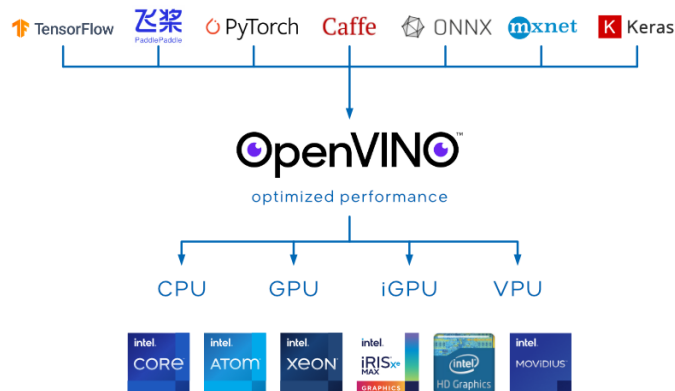 TensorFlow
飞桨
PaddlePaddle
PyTorch
Caffe
ONNX
mxnet
K Keras
OpenVINO™
optimized performance
CPU GPU iGPU VPU
intel.
CORE
intel.
ATOM
intel.
XEON
intel.
iRIS Xe
MAX
GRAPHICS
intel
HD Graphics
intel.
MOVIDIUS